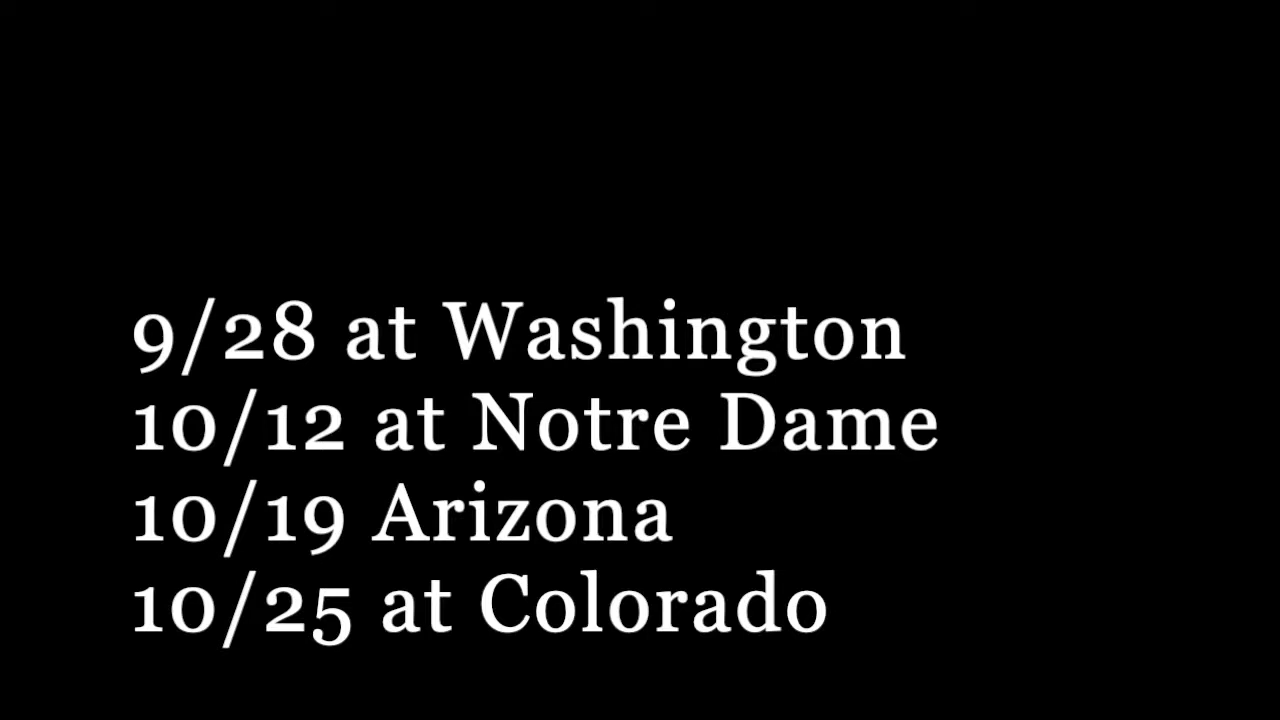 9/28 at Washington
10/12 at Notre Dame
10/19 Arizona
10/25 at Colorado